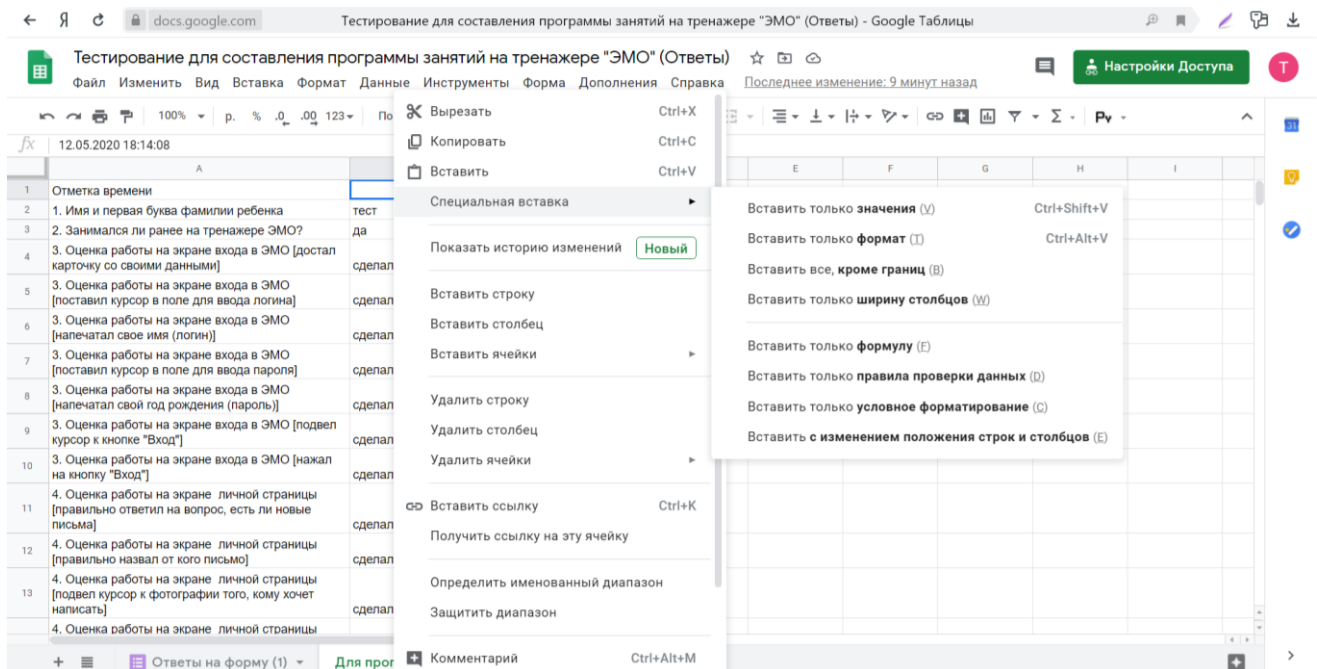 docs.google.com
Тестирование для составления программы занятий на тренажере "ЭМО" (Ответы) - Google Таблицы
Тестирование для составления программы занятий на тренажере "ЭМО" (Ответы)
Файл Изменить Вид Вставка Формат Данные Инструменты Форма Дополнения Справка Последнее изменение: 9 минут назад
Настройки Доступа
T
100% р. % .0 .00 123 По
12.05.2020 18:14:08
A E F G H I
1 Отметка времени
2 1. Имя и первая буква фамилии ребенка тест
3 2. Занимался ли ранее на тренажере ЭМО? да
4 3. Оценка работы на экране входа в ЭМО [достал
карточку со своими данными] сделал
5 3. Оценка работы на экране входа в ЭМО
[поставил курсор в поле для ввода логина] сделал
6 3. Оценка работы на экране входа в ЭМО
[напечатал свое имя (логин)] сделал
7 3. Оценка работы на экране входа в ЭМО
[поставил курсор в поле для ввода пароля] сделал
8 3. Оценка работы на экране входа в ЭМО
[напечатал свой год рождения (пароль)] сделал
9 3. Оценка работы на экране входа в ЭМО [подвел
курсор к кнопке "Вход"] сделал
10 3. Оценка работы на экране входа в ЭМО [нажал
на кнопку "Вход"] сделал
11 4. Оценка работы на экране личной страницы
[правильно ответил на вопрос, есть ли новые
письма] сделал
12 4. Оценка работы на экране личной страницы
[правильно назвал от кого письмо] сделал
13 4. Оценка работы на экране личной страницы
[подвел курсор к фотографии того, кому хочет
написать] сделал
4. Оценка работы на экране личной страницы
Вырезать Ctrl+X
Копировать Ctrl+C
Вставить Ctrl+V
Специальная вставка
Показать историю изменений Новый
Вставить строку
Вставить столбец
Вставить ячейки
Удалить строку
Удалить столбец
Удалить ячейки
Вставить ссылку Ctrl+K
Получить ссылку на эту ячейку
Определить именованный диапазон
Защитить диапазон
Комментарий Ctrl+Alt+M
Вставить только значения (V) Ctrl+Shift+V
Вставить только формат (T) Ctrl+Alt+V
Вставить все, кроме границ (B)
Вставить только ширину столбцов (W)
Вставить только формулу (F)
Вставить только правила проверки данных (D)
Вставить только условное форматирование (C)
Вставить с изменением положения строк и столбцов (E)
Ответы на форму (1) Для прог
31